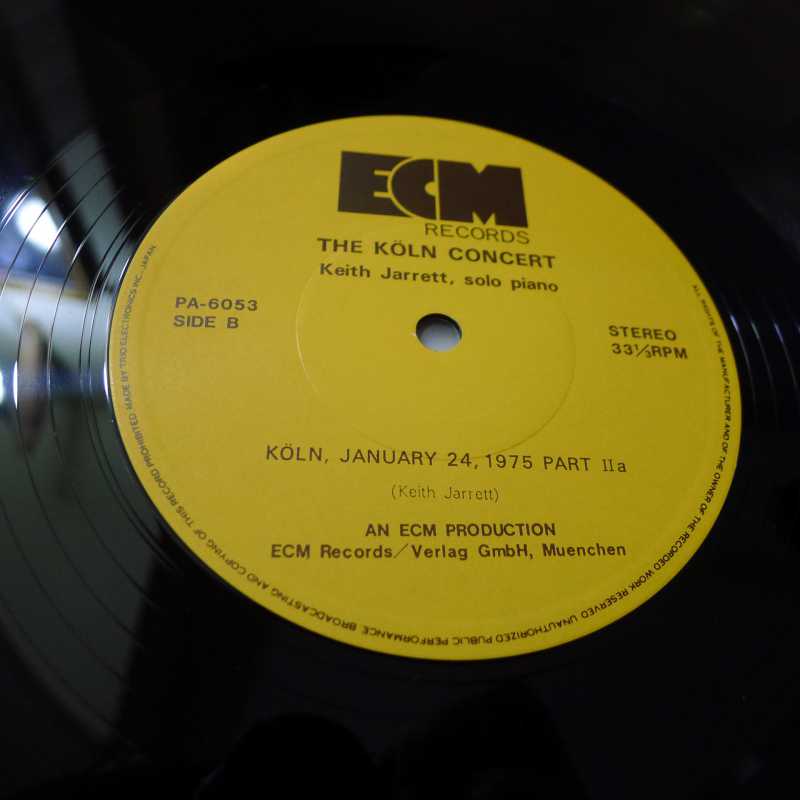 ECM
RECORDS
THE KÖLN CONCERT
Keith Jarrett, solo piano
PA-6053
SIDE B
STEREO
33⅓RPM
KÖLN, JANUARY 24, 1975 PART IIa
(Keith Jarrett)
AN ECM PRODUCTION
ECM Records/Verlag GmbH, Muenchen
ALL RIGHTS OF THE MANUFACTURER AND OF THE OWNER OF THE RECORDED WORK RESERVED. UNAUTHORIZED PUBLIC PERFORMANCE BROADCASTING AND COPYING OF THIS RECORD PROHIBITED. MADE BY TRIO ELECTRONICS INC. JAPAN